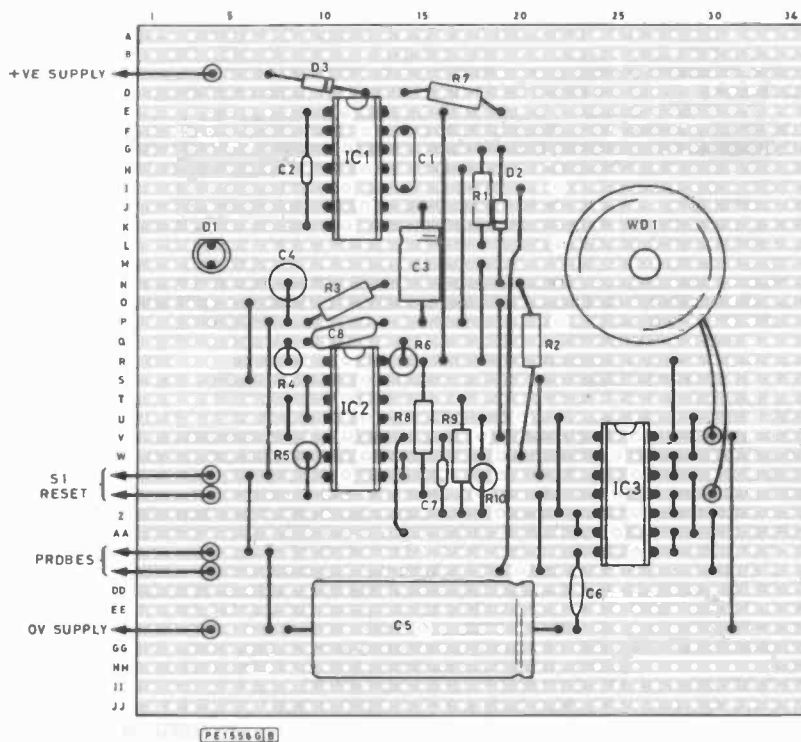 1 5 10 15 20 25 30 34
A
B
+VE SUPPLY
D3
R7
D
E
F
G
IC1
C1
D2
H
C2
I
R1
J
K
D1
WD1
L
M
C3
C4
N
R3
O
P
C8
Q
R6
R2
R
R4
S
IC2
T
R8 R9
U
V
R5
W
S1
RESET
IC3
C7
R10
Z
AA
PROBES
DD
C6
EE
C5
OV SUPPLY
GG
HH
II
JJ
PE1556G B